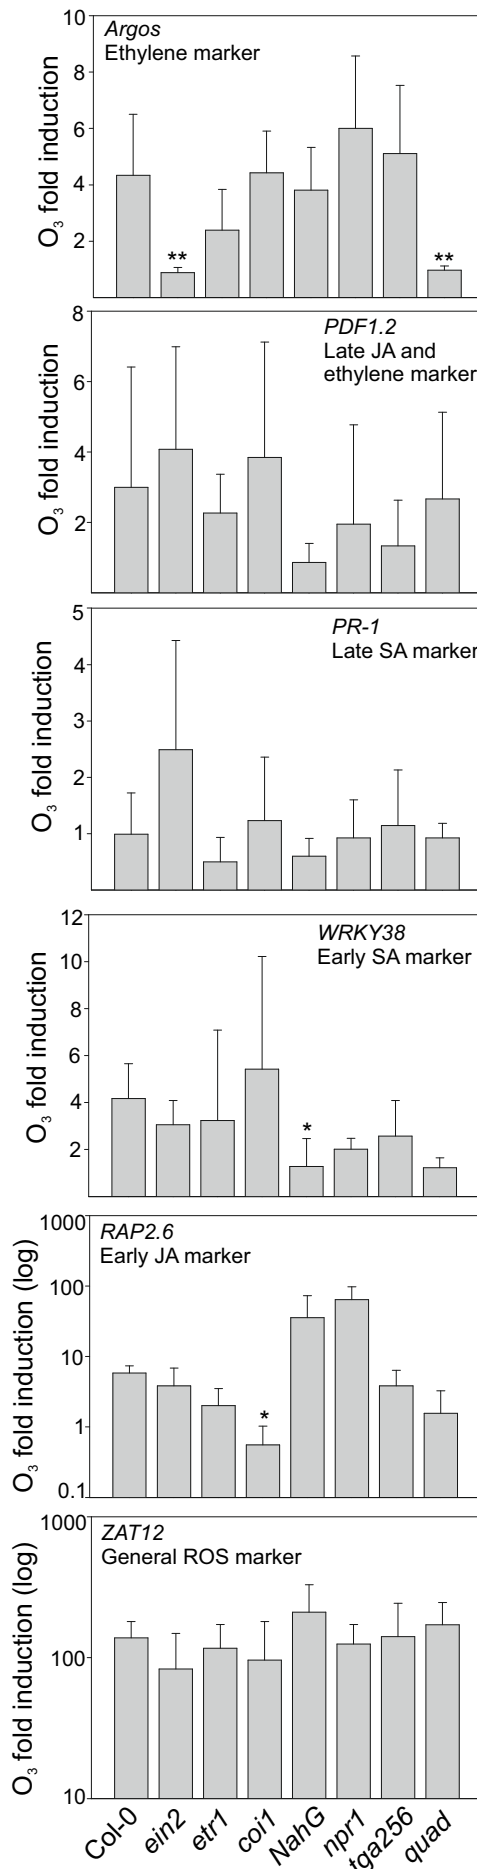 10
Argos
Ethylene marker
8
6
4
2
O₃ fold induction
**
**
8
PDF1.2
Late JA and
ethylene marker
6
4
2
O₃ fold induction
5
PR-1
Late SA marker
4
3
2
1
O₃ fold induction
12
WRKY38
Early SA marker
10
8
6
4
2
O₃ fold induction
*
1000
RAP2.6
Early JA marker
100
10
1
0.1
O₃ fold induction (log)
*
1000
ZAT12
General ROS marker
100
10
O₃ fold induction (log)
Col-0
ein2
etr1
coi1
NahG
npr1
tga256
quad